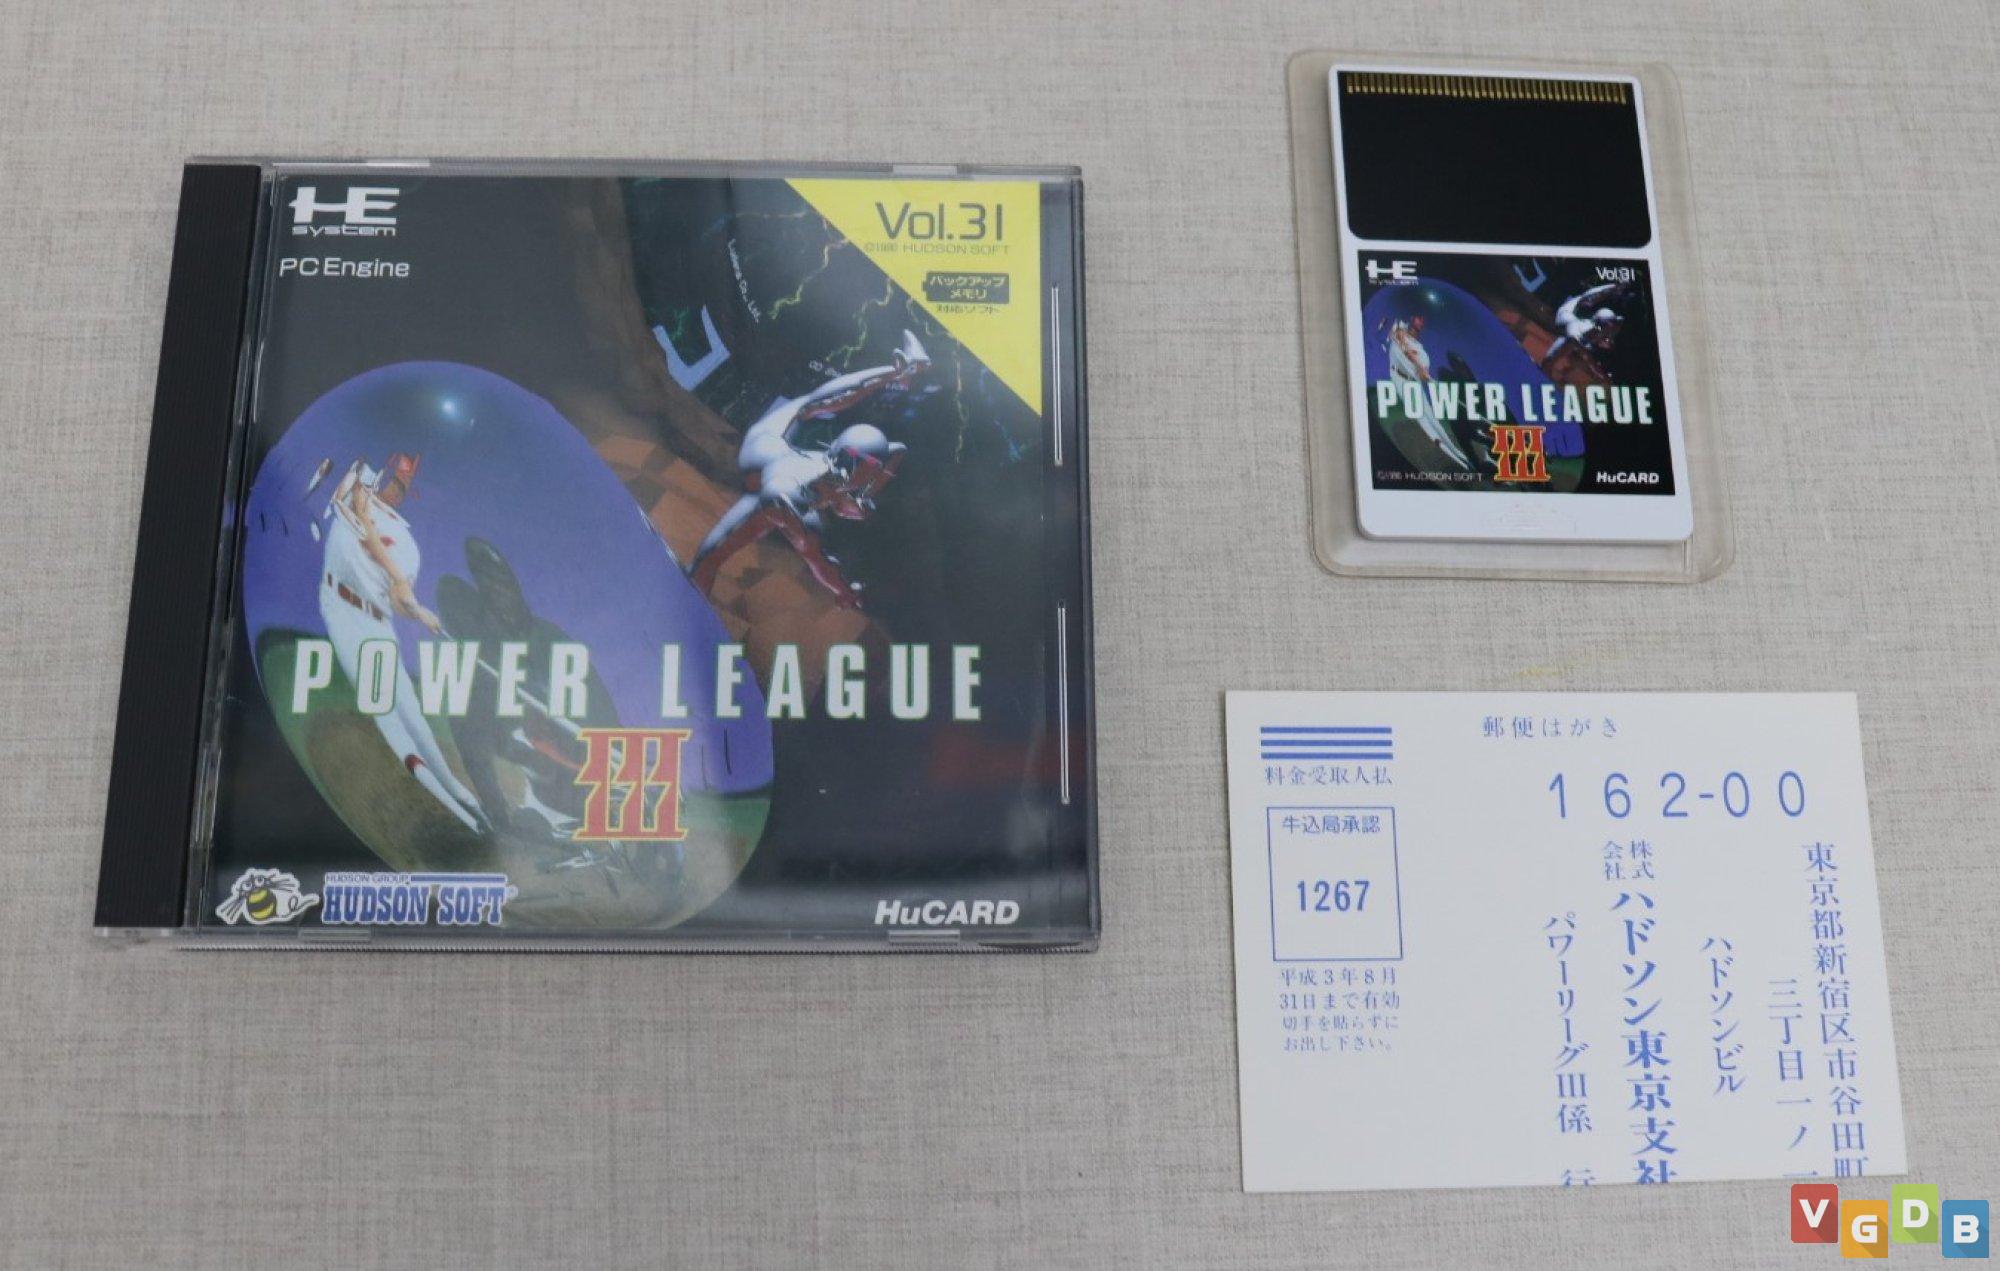 HE
system
PC Engine
Vol.31
©1990 HUDSON SOFT
バックアップ
メモリ
対応ソフト
POWER LEAGUE
III
HUDSON GROUP
HUDSON SOFT
HuCARD
HE
system
Vol.31
POWER LEAGUE
III
©1990 HUDSON SOFT
HuCARD
郵便はがき
料金受取人払
牛込局承認
1267
平成3年8月
31日まで有効
切手を貼らずに
お出し下さい。
162-00
東京都新宿区市谷田町
三丁目一ノ一
ハドソンビル
株式会社ハドソン東京支社
パワーリーグIII係 行
VGDB